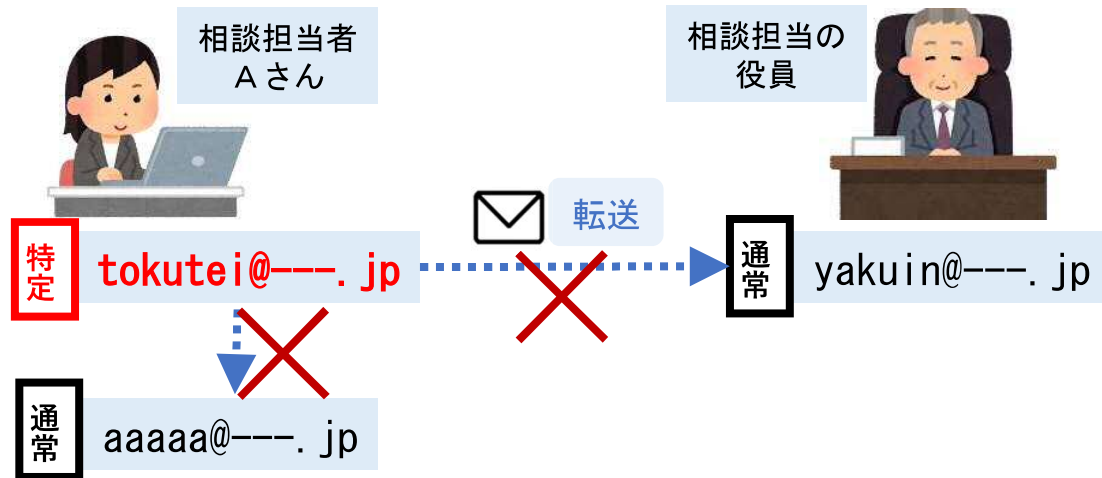 相談担当者
Aさん
相談担当の
役員
転送
特定
tokutei@---.jp
通常
yakuin@---.jp
通常
aaaaa@---.jp